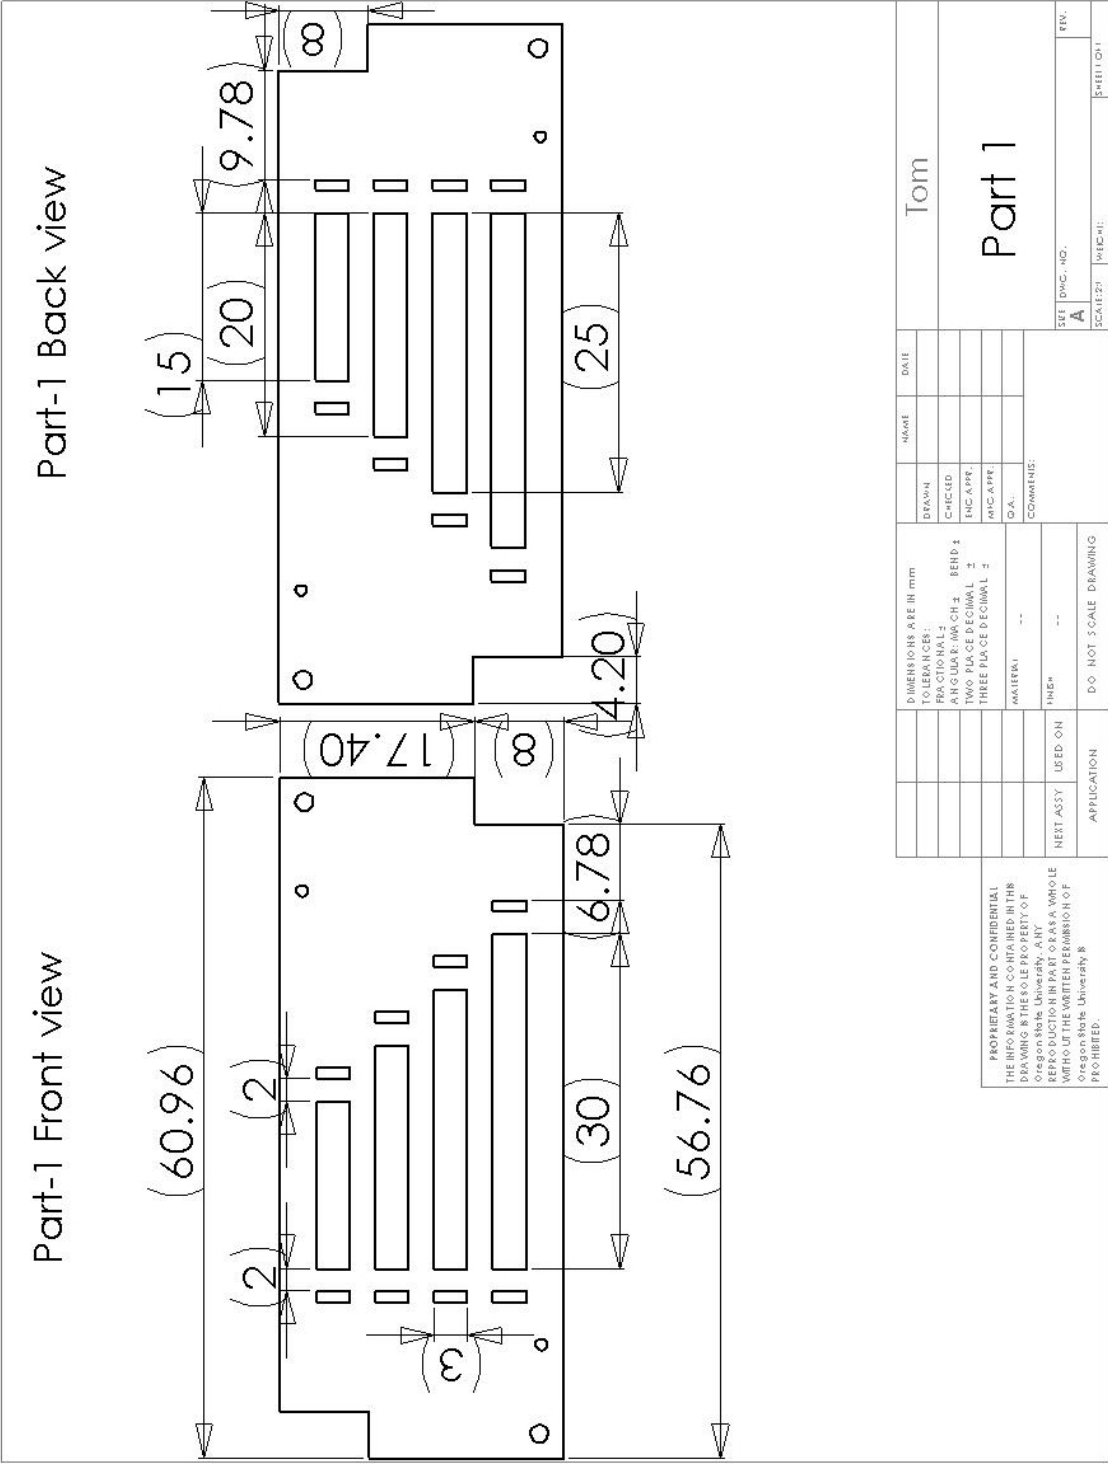 Part-1 Front view
Part-1 Back view
(60.96)
(2)
(2)
(3)
(30)
(6.78)
(56.76)
(17.40)
(8)
(4.20)
(15)
(20)
(9.78)
(8)
(25)
PROPRIETARY AND CONFIDENTIAL
THE INFORMATION CONTAINED IN THIS
DRAWING IS THE SOLE PROPERTY OF
Oregon State University. ANY
REPRODUCTION IN PART OR AS A WHOLE
WITHOUT THE WRITTEN PERMISSION OF
Oregon State University IS
PROHIBITED.
NEXT ASSY
USED ON
APPLICATION
DIMENSIONS ARE IN mm
TOLERANCES:
FRACTIONAL ±
ANGULAR: MACH ± BEND ±
TWO PLACE DECIMAL ±
THREE PLACE DECIMAL ±
MATERIAL
--
FINISH
--
DO NOT SCALE DRAWING
NAME
DATE
DRAWN
CHECKED
ENG APPR.
MFG APPR.
Q.A.
COMMENTS:
Tom
Part 1
SIZE
A
DWG. NO.
REV.
SCALE:2:1
WEIGHT:
SHEET 1 OF 1